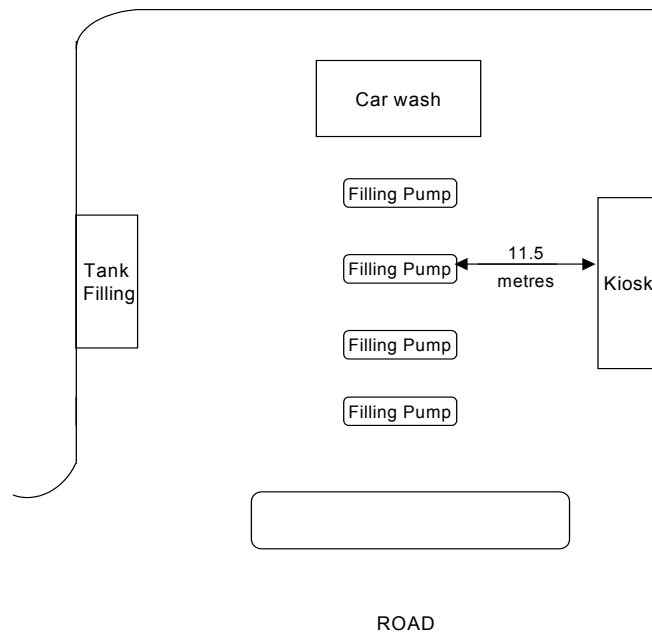 Car wash
Filling Pump
Filling Pump
11.5
metres
Tank
Filling
Kiosk
Filling Pump
Filling Pump
ROAD